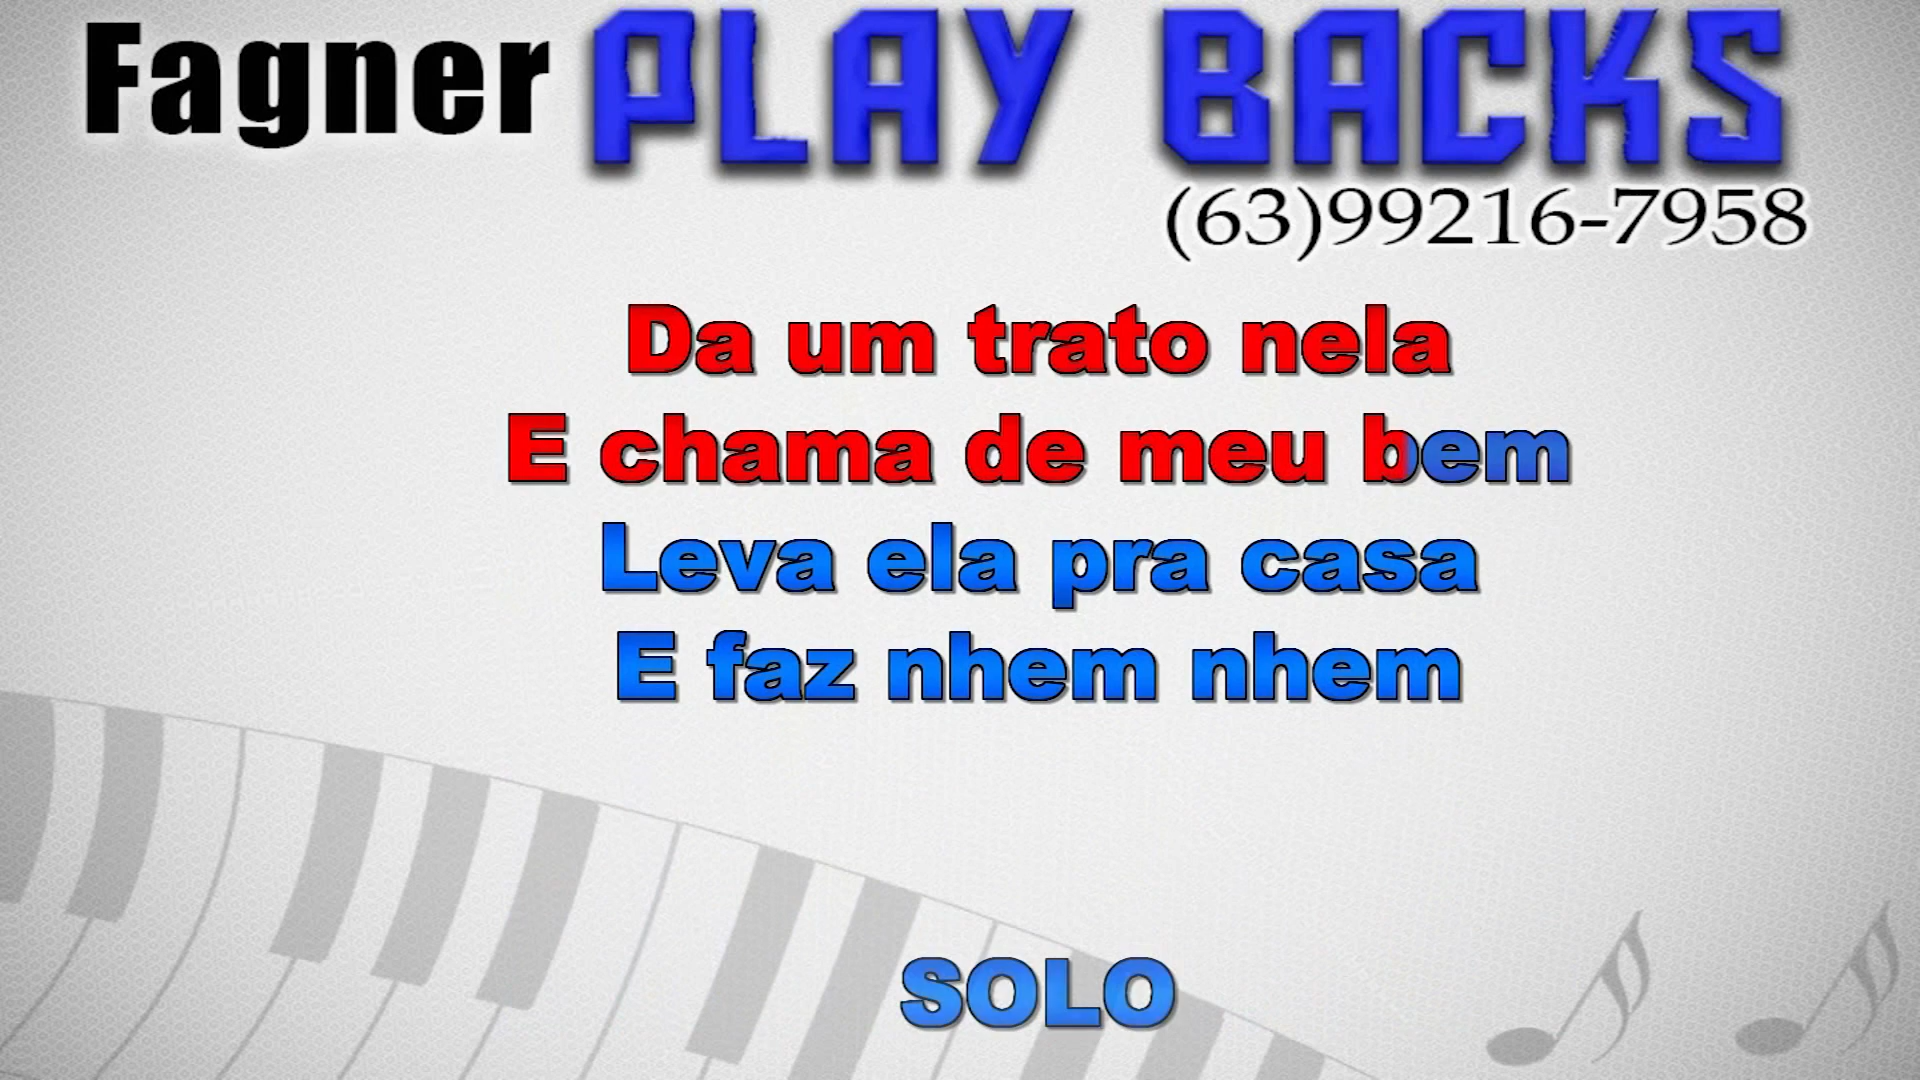 Fagner PLAY BACKS
(63)99216-7958
Da um trato nela
E chama de meu bem
Leva ela pra casa
E faz nhem nhem
SOLO